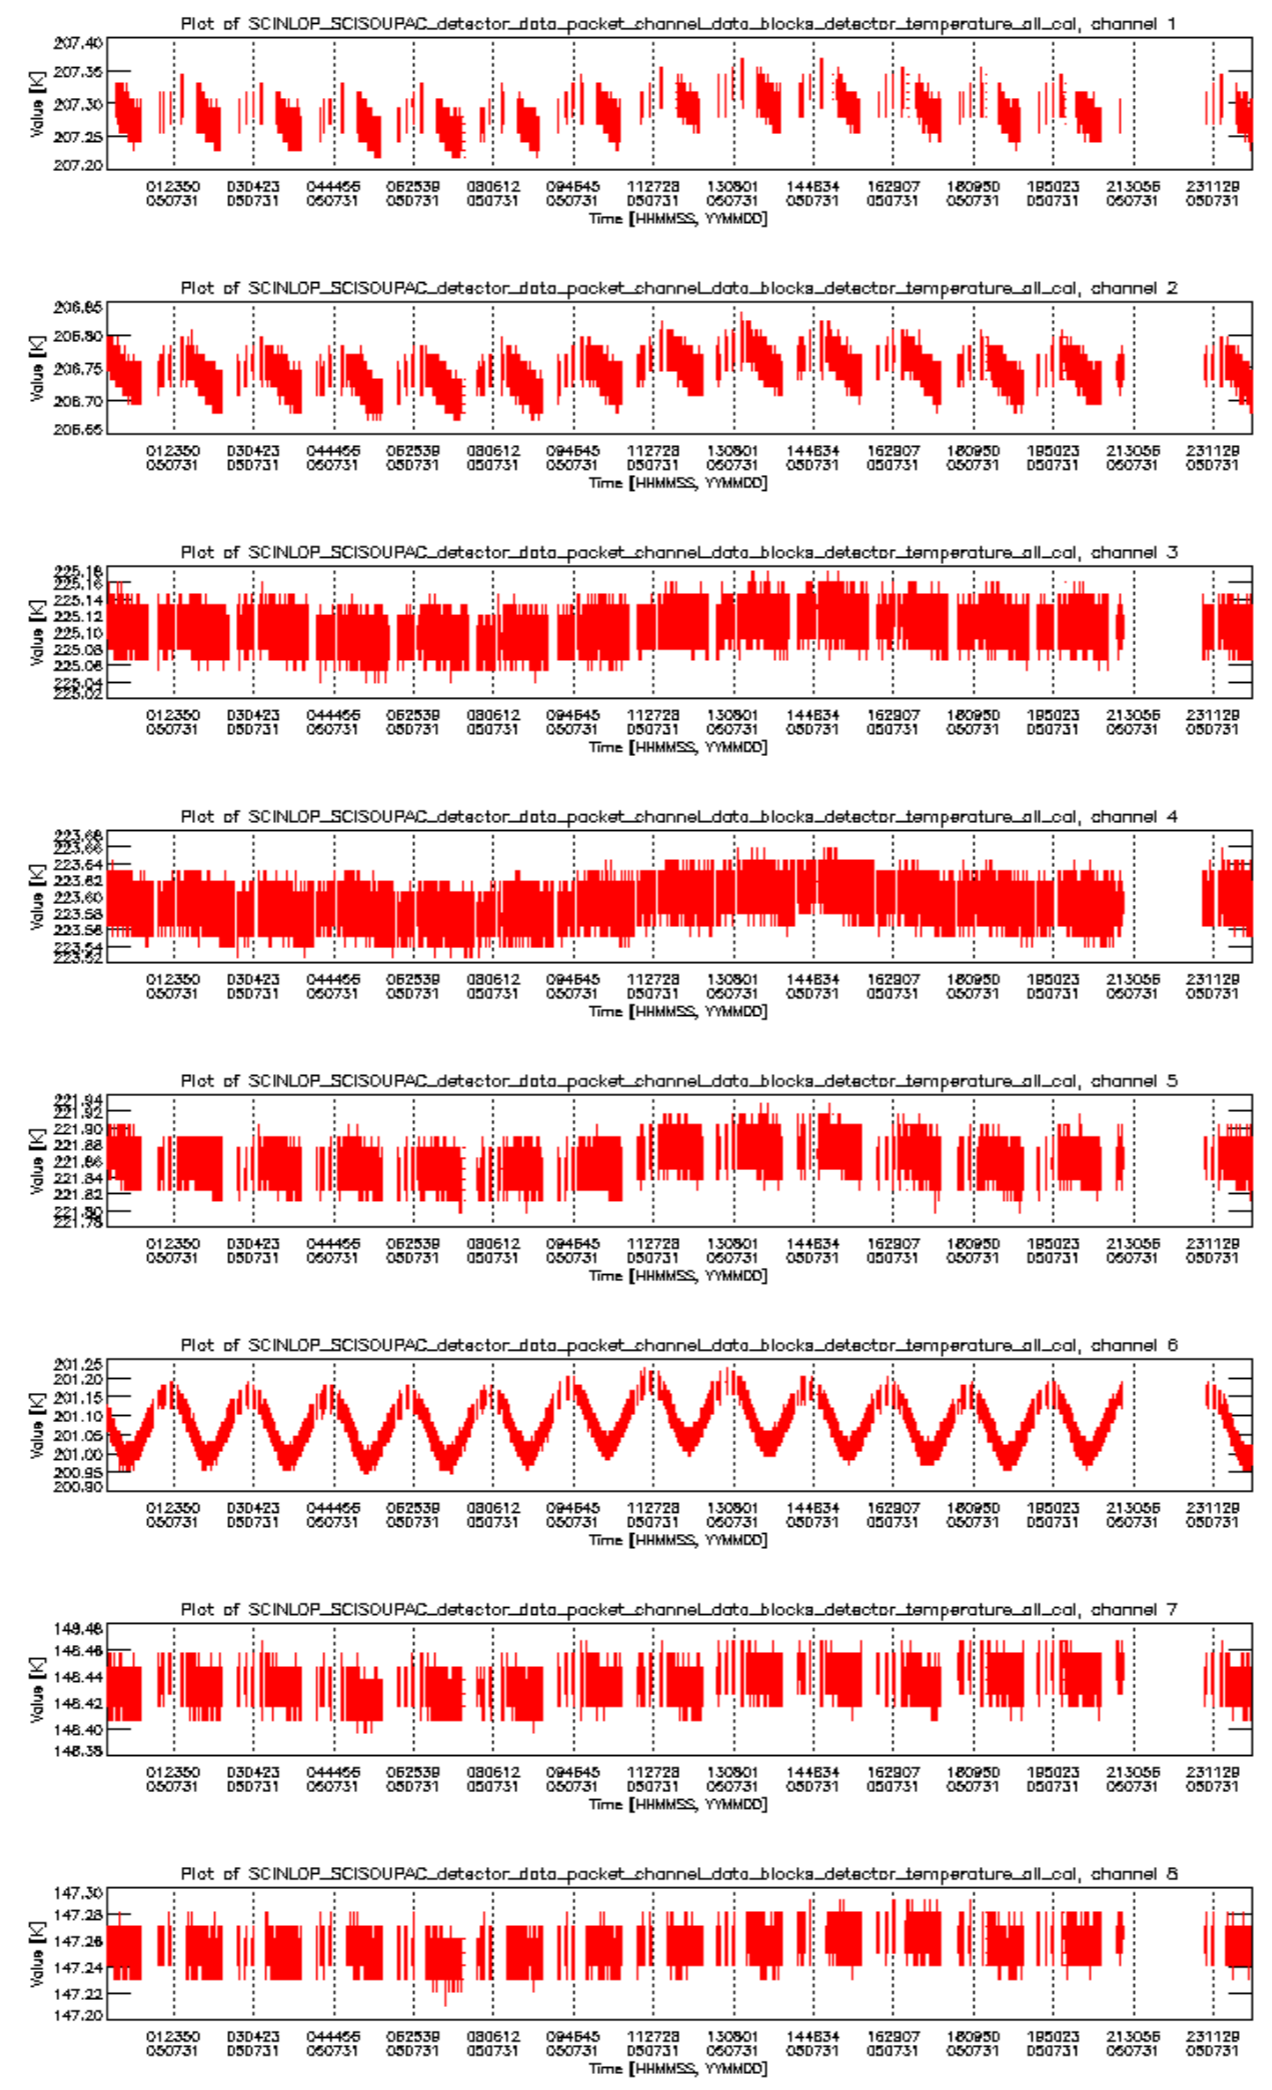 Plot of SCINLOP_SCISOUPAC_detector_data_packet_channel_data_blocks_detector_temperature_all_cal, channel 1
207.40
207.35
207.30
207.25
207.20
Value [K]
012350 030423 044456 062539 080612 094645 112728 130801 144834 162907 180950 195023 213056 231129
050731 050731 050731 050731 050731 050731 050731 050731 050731 050731 050731 050731 050731 050731
Time [HHMMSS, YYMMDD]
Plot of SCINLOP_SCISOUPAC_detector_data_packet_channel_data_blocks_detector_temperature_all_cal, channel 2
206.85
206.80
206.75
206.70
206.65
Value [K]
012350 030423 044456 062539 080612 094645 112728 130801 144834 162907 180950 195023 213056 231129
050731 050731 050731 050731 050731 050731 050731 050731 050731 050731 050731 050731 050731 050731
Time [HHMMSS, YYMMDD]
Plot of SCINLOP_SCISOUPAC_detector_data_packet_channel_data_blocks_detector_temperature_all_cal, channel 3
225.18
225.16
225.14
225.12
225.10
225.08
225.06
225.04
225.02
Value [K]
012350 030423 044456 062539 080612 094645 112728 130801 144834 162907 180950 195023 213056 231129
050731 050731 050731 050731 050731 050731 050731 050731 050731 050731 050731 050731 050731 050731
Time [HHMMSS, YYMMDD]
Plot of SCINLOP_SCISOUPAC_detector_data_packet_channel_data_blocks_detector_temperature_all_cal, channel 4
223.68
223.66
223.64
223.62
223.60
223.58
223.56
223.54
223.52
Value [K]
012350 030423 044456 062539 080612 094645 112728 130801 144834 162907 180950 195023 213056 231129
050731 050731 050731 050731 050731 050731 050731 050731 050731 050731 050731 050731 050731 050731
Time [HHMMSS, YYMMDD]
Plot of SCINLOP_SCISOUPAC_detector_data_packet_channel_data_blocks_detector_temperature_all_cal, channel 5
221.94
221.92
221.90
221.88
221.86
221.84
221.82
221.80
221.78
Value [K]
012350 030423 044456 062539 080612 094645 112728 130801 144834 162907 180950 195023 213056 231129
050731 050731 050731 050731 050731 050731 050731 050731 050731 050731 050731 050731 050731 050731
Time [HHMMSS, YYMMDD]
Plot of SCINLOP_SCISOUPAC_detector_data_packet_channel_data_blocks_detector_temperature_all_cal, channel 6
201.25
201.20
201.15
201.10
201.05
201.00
200.95
200.90
Value [K]
012350 030423 044456 062539 080612 094645 112728 130801 144834 162907 180950 195023 213056 231129
050731 050731 050731 050731 050731 050731 050731 050731 050731 050731 050731 050731 050731 050731
Time [HHMMSS, YYMMDD]
Plot of SCINLOP_SCISOUPAC_detector_data_packet_channel_data_blocks_detector_temperature_all_cal, channel 7
148.48
148.46
148.44
148.42
148.40
148.38
Value [K]
012350 030423 044456 062539 080612 094645 112728 130801 144834 162907 180950 195023 213056 231129
050731 050731 050731 050731 050731 050731 050731 050731 050731 050731 050731 050731 050731 050731
Time [HHMMSS, YYMMDD]
Plot of SCINLOP_SCISOUPAC_detector_data_packet_channel_data_blocks_detector_temperature_all_cal, channel 8
147.30
147.28
147.26
147.24
147.22
147.20
Value [K]
012350 030423 044456 062539 080612 094645 112728 130801 144834 162907 180950 195023 213056 231129
050731 050731 050731 050731 050731 050731 050731 050731 050731 050731 050731 050731 050731 050731
Time [HHMMSS, YYMMDD]